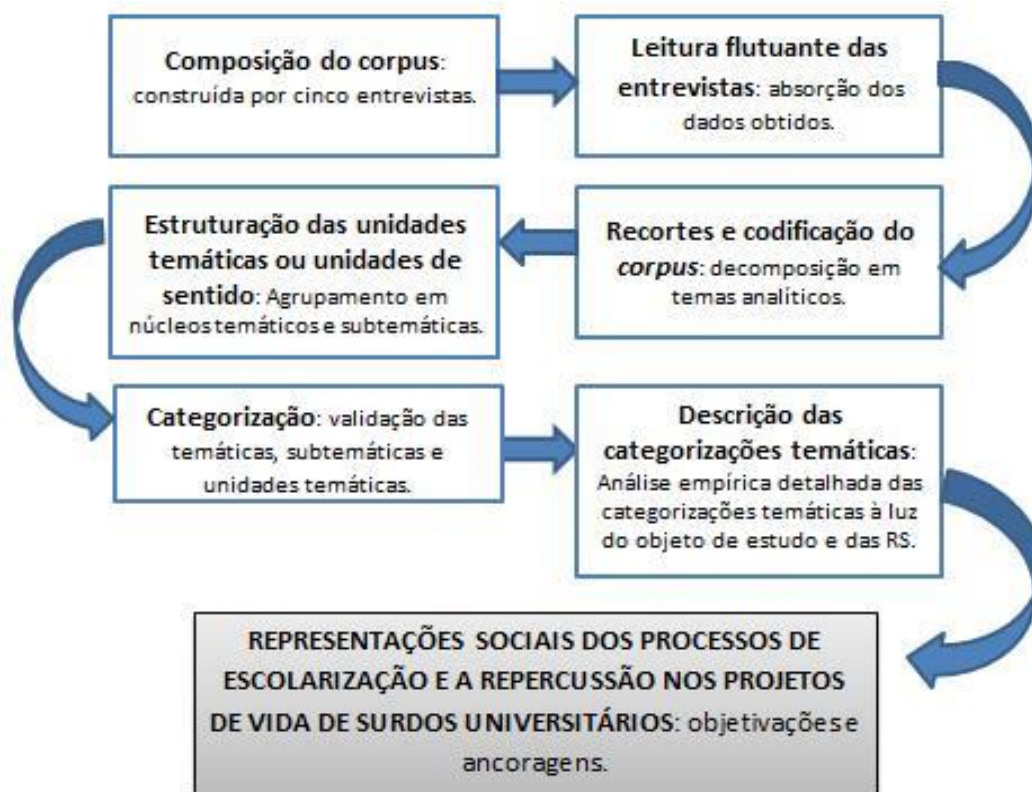 Composição do corpus:
construída por cinco entrevistas.
Leitura flutuante das
entrevistas: absorção dos
dados obtidos.
Recortes e codificação do
corpus: decomposição em
temas analíticos.
Estruturação das unidades
temáticas ou unidades de
sentido: Agrupamento em
núcleos temáticos e subtemáticas.
Categorização: validação das
temáticas, subtemáticas e
unidades temáticas.
Descrição das
categorizações temáticas:
Análise empírica detalhada das
categorizações temáticas à luz
do objeto de estudo e das RS.
REPRESENTAÇÕES SOCIAIS DOS PROCESSOS DE
ESCOLARIZAÇÃO E A REPERCUSSÃO NOS PROJETOS
DE VIDA DE SURDOS UNIVERSITÁRIOS: objetivações e
ancoragens.